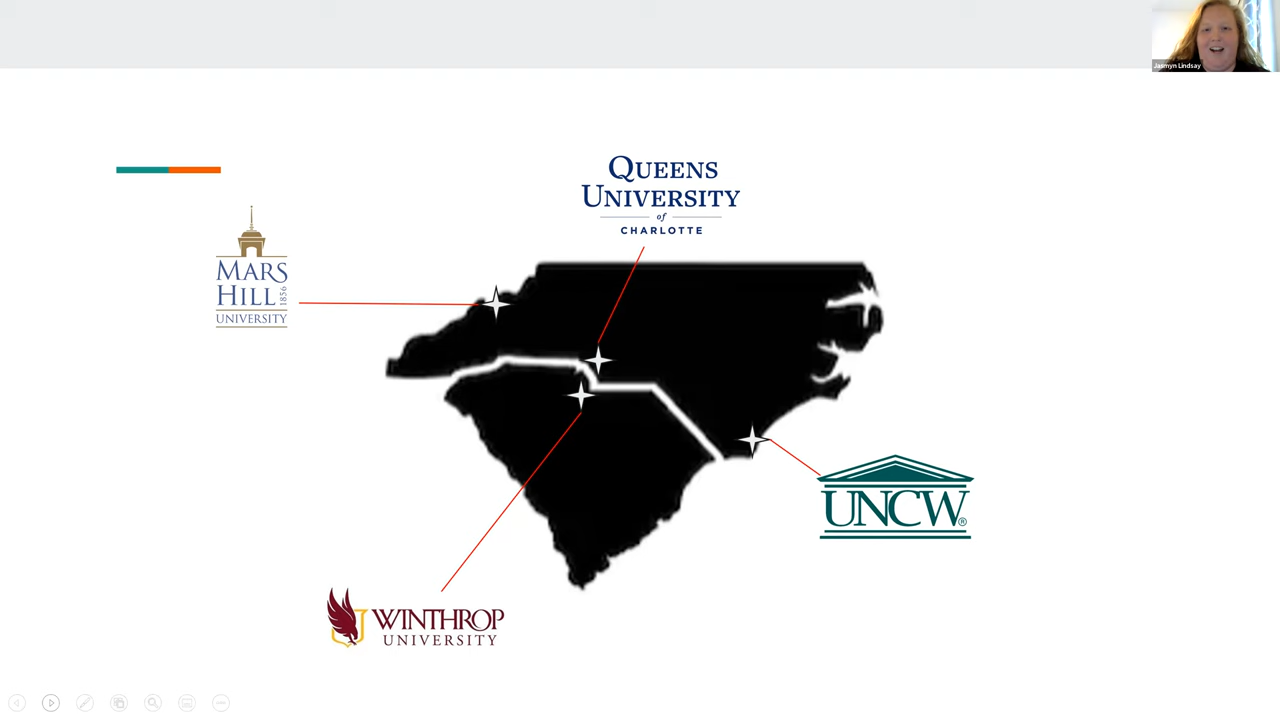 Jasmyn Lindsay
QUEENS
UNIVERSITY
of
CHARLOTTE
MARS
HILL 1856
UNIVERSITY
UNCW®
WINTHROP
UNIVERSITY